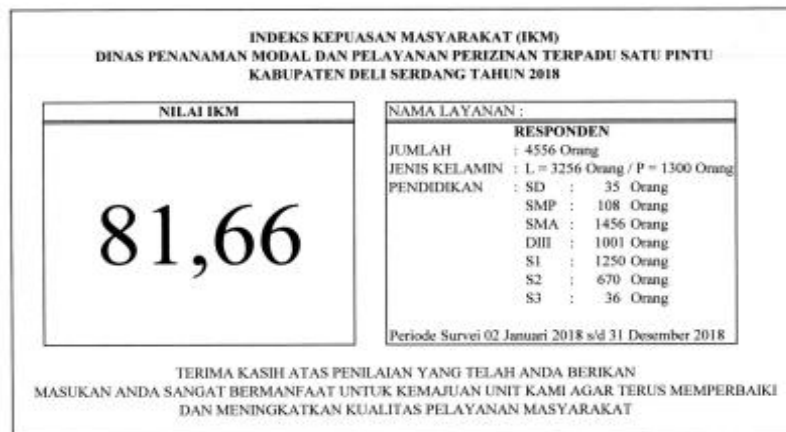 INDEKS KEPUASAN MASYARAKAT (IKM)
DINAS PENANAMAN MODAL DAN PELAYANAN PERIZINAN TERPADU SATU PINTU
KABUPATEN DELI SERDANG TAHUN 2018
NILAI IKM
81,66
NAMA LAYANAN :
RESPONDEN
JUMLAH : 4556 Orang
JENIS KELAMIN : L = 3256 Orang / P = 1300 Orang
PENDIDIKAN : SD : 35 Orang
SMP : 108 Orang
SMA : 1456 Orang
DIII : 1001 Orang
S1 : 1250 Orang
S2 : 670 Orang
S3 : 36 Orang
Periode Survei 02 Januari 2018 s/d 31 Desember 2018
TERIMA KASIH ATAS PENILAIAN YANG TELAH ANDA BERIKAN
MASUKAN ANDA SANGAT BERMANFAAT UNTUK KEMAJUAN UNIT KAMI AGAR TERUS MEMPERBAIKI
DAN MENINGKATKAN KUALITAS PELAYANAN MASYARAKAT